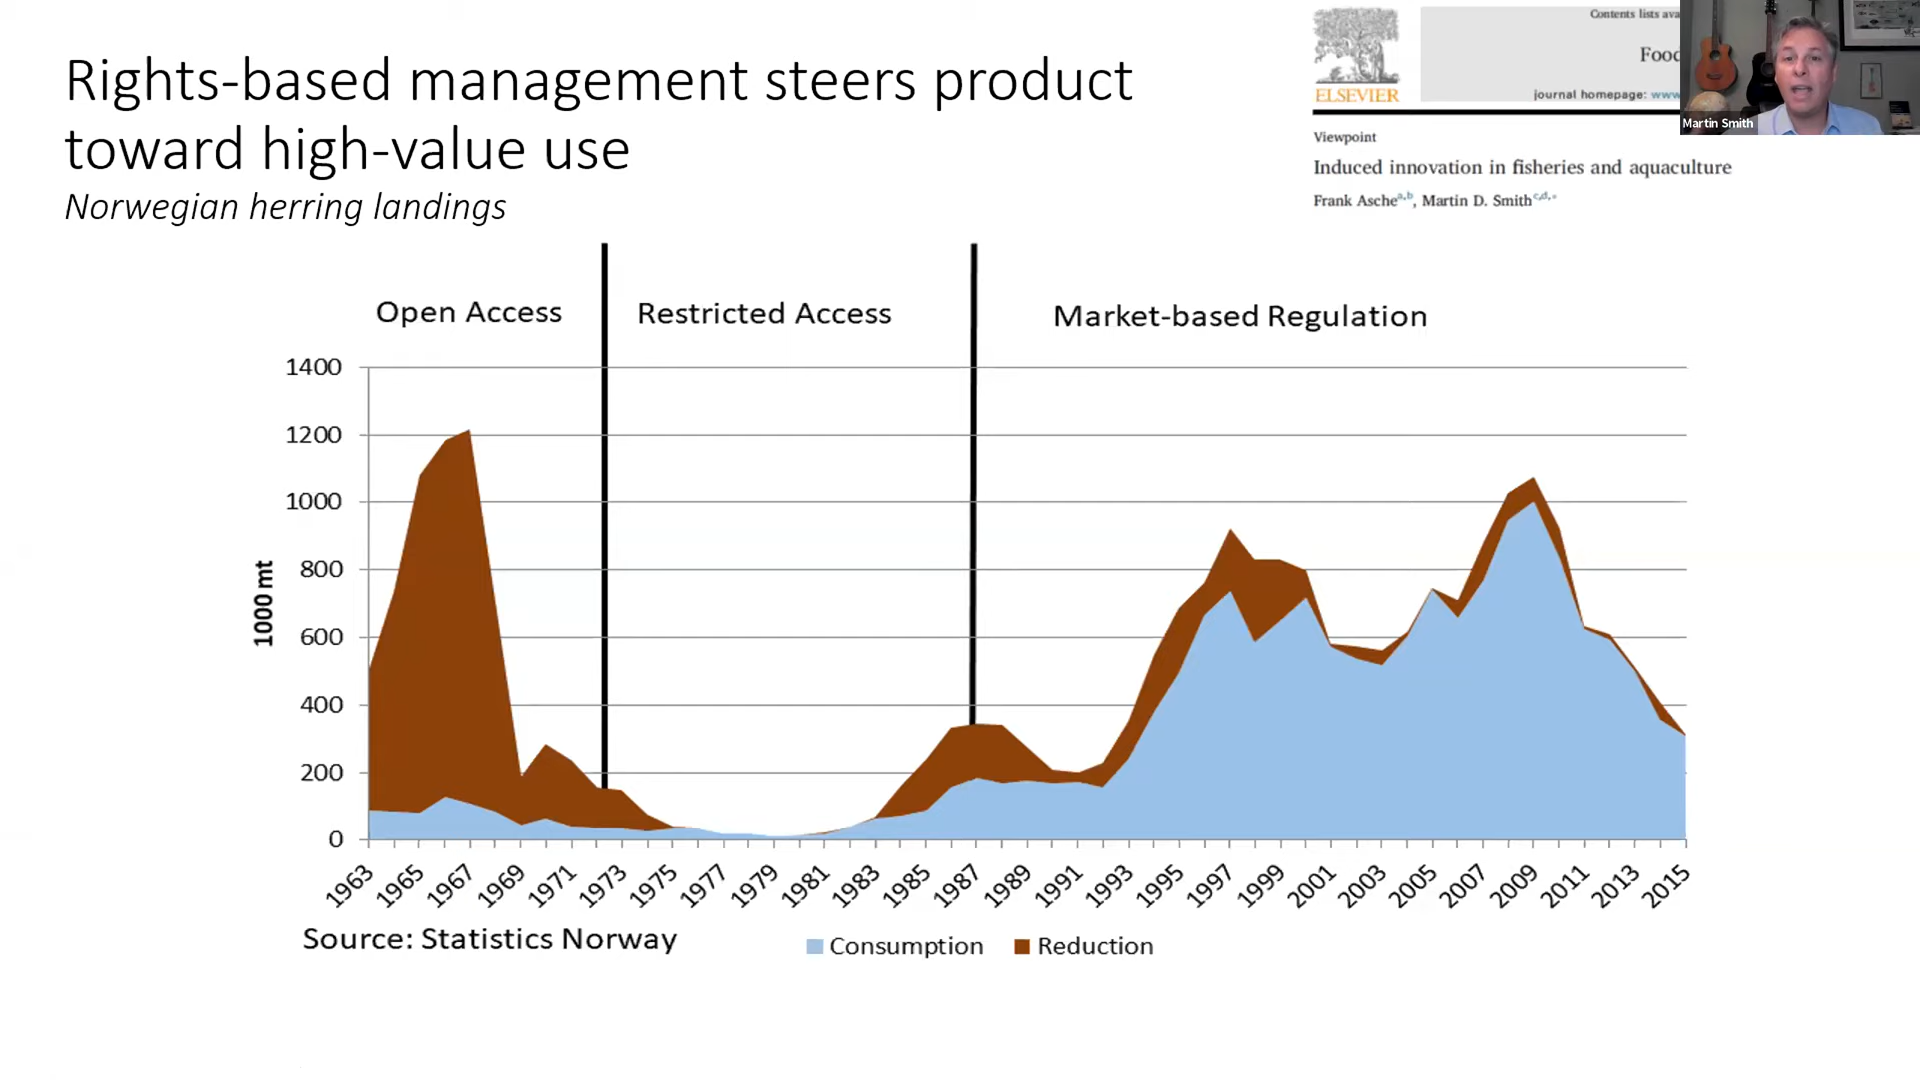 Rights-based management steers product
toward high-value use
Norwegian herring landings
ELSEVIER
Contents lists ava
Food
journal homepage: www
Martin Smith
Viewpoint
Induced innovation in fisheries and aquaculture
Frank Asche a,b, Martin D. Smith c,d,*
Open Access
Restricted Access
Market-based Regulation
1000 mt
1400
1200
1000
800
600
400
200
0
1963
1965
1967
1969
1971
1973
1975
1977
1979
1981
1983
1985
1987
1989
1991
1993
1995
1997
1999
2001
2003
2005
2007
2009
2011
2013
2015
Source: Statistics Norway
Consumption
Reduction